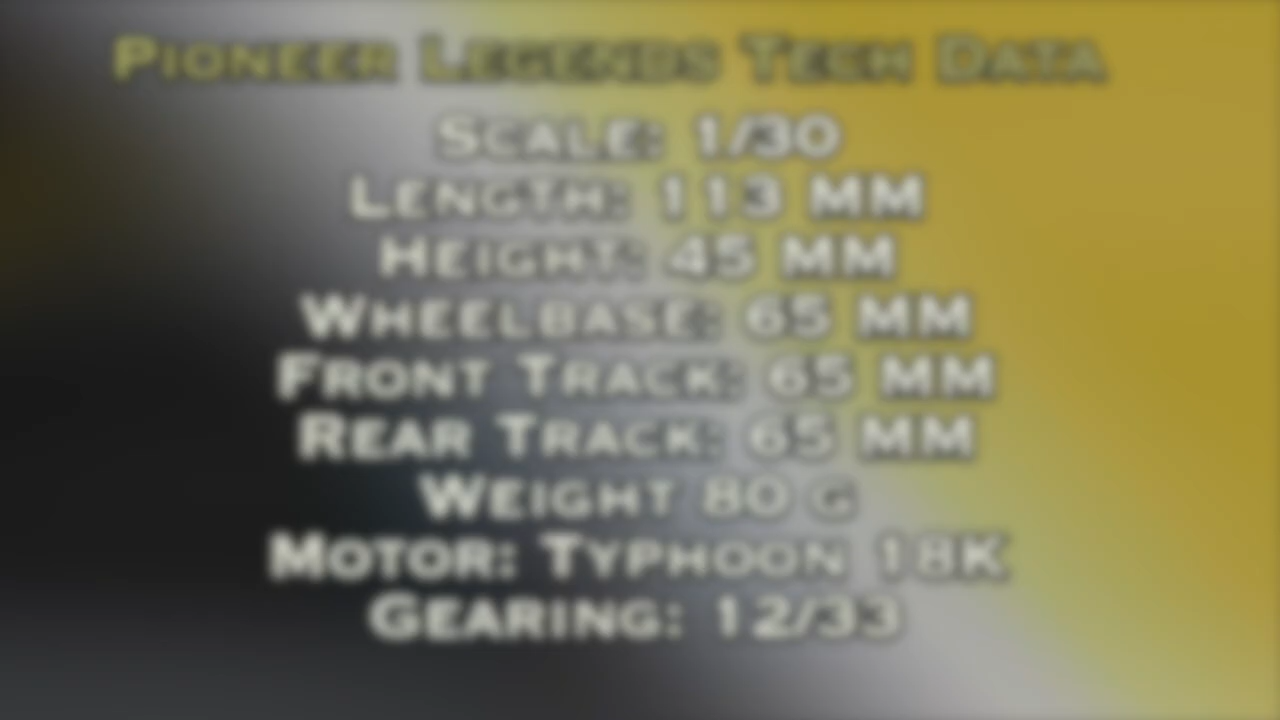 Pioneer Legends Tech Data
Scale: 1/30
Length: 113 MM
Height: 45 MM
Wheelbase: 65 MM
Front Track: 65 MM
Rear Track: 65 MM
Weight 80 G
Motor: Typhoon 18K
Gearing: 12/33